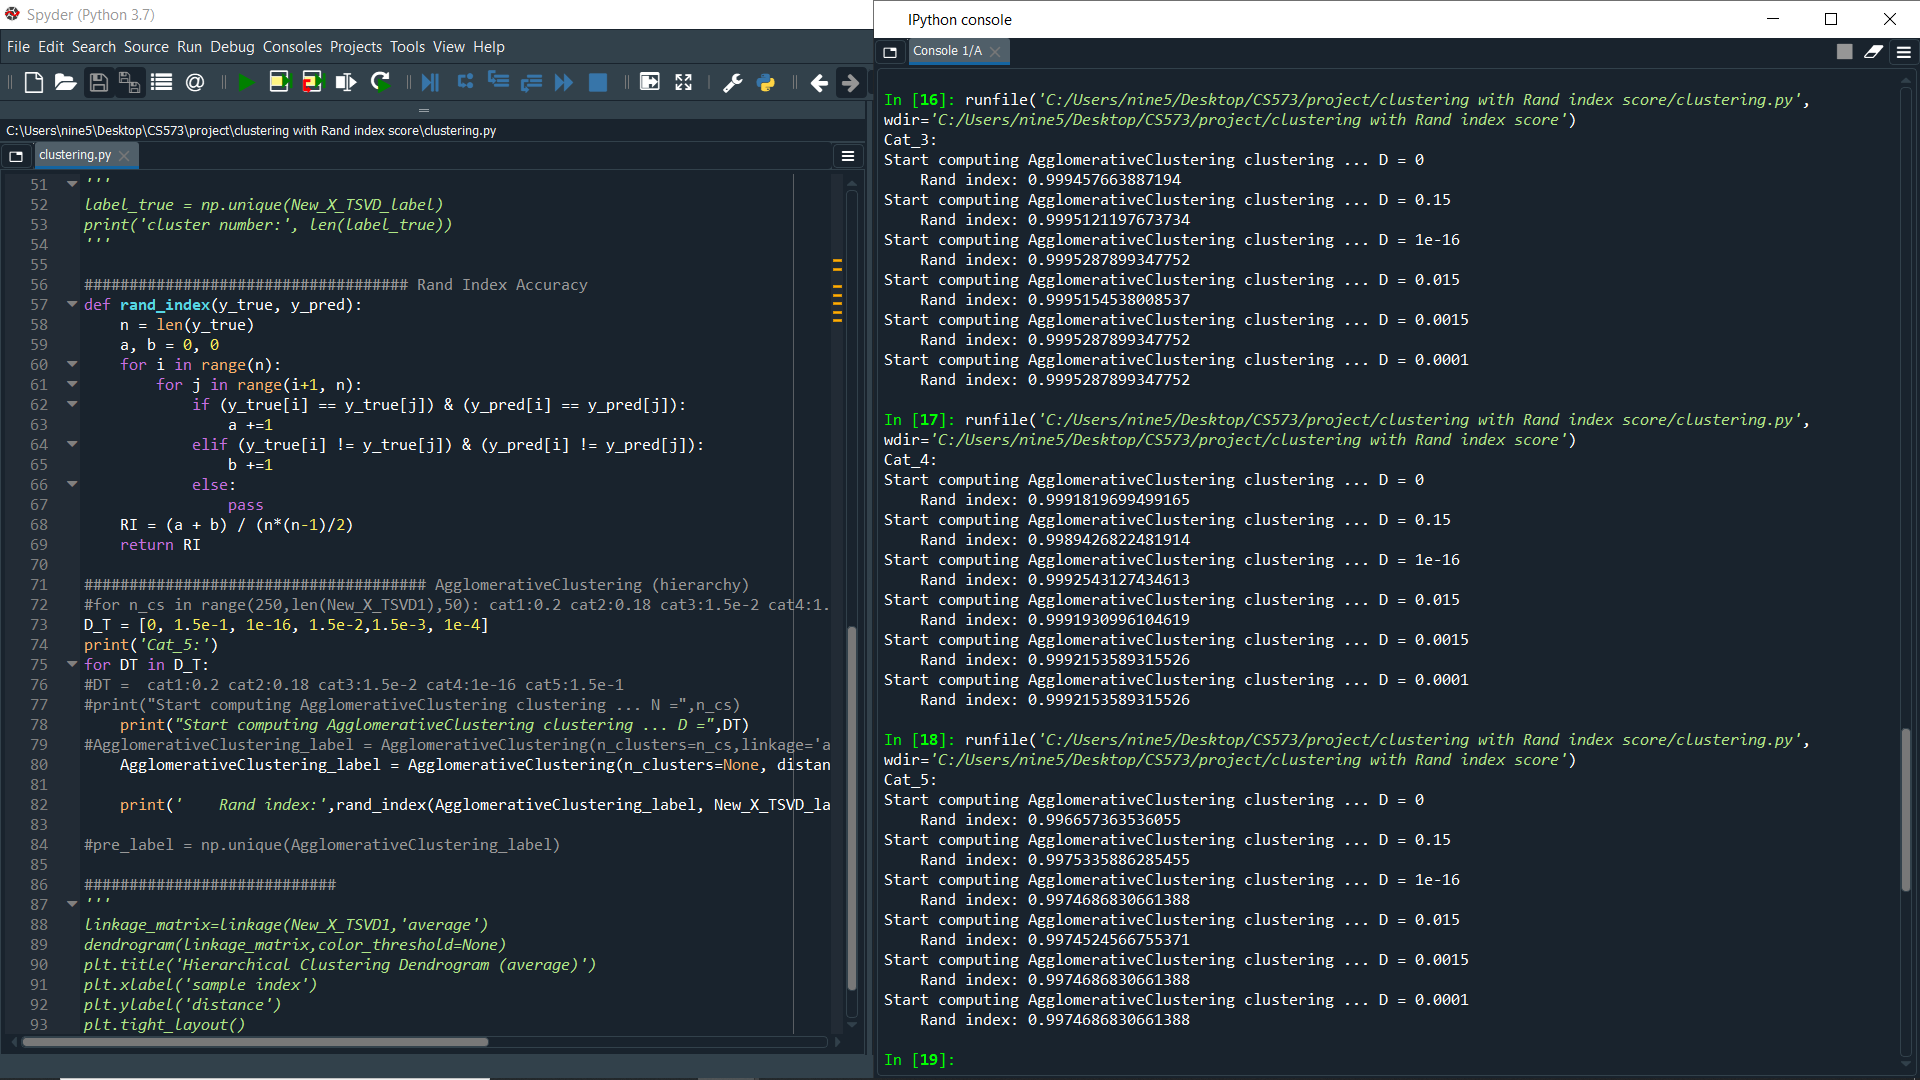 Spyder (Python 3.7)
File Edit Search Source Run Debug Consoles Projects Tools View Help
C:\Users\nine5\Desktop\CS573\project\clustering with Rand index score\clustering.py
clustering.py
51 '''
52 label_true = np.unique(New_X_TSVD_label)
53 print('cluster number:', len(label_true))
54 '''
55
56 #################################### Rand Index Accuracy
57 def rand_index(y_true, y_pred):
58     n = len(y_true)
59     a, b = 0, 0
60     for i in range(n):
61         for j in range(i+1, n):
62             if (y_true[i] == y_true[j]) & (y_pred[i] == y_pred[j]):
63                 a +=1
64             elif (y_true[i] != y_true[j]) & (y_pred[i] != y_pred[j]):
65                 b +=1
66             else:
67                 pass
68     RI = (a + b) / (n*(n-1)/2)
69     return RI
70
71 ###################################### AgglomerativeClustering (hierarchy)
72 #for n_cs in range(250,len(New_X_TSVD1),50): cat1:0.2 cat2:0.18 cat3:1.5e-2 cat4:1.
73 D_T = [0, 1.5e-1, 1e-16, 1.5e-2,1.5e-3, 1e-4]
74 print('Cat_5:')
75 for DT in D_T:
76 #DT =  cat1:0.2 cat2:0.18 cat3:1.5e-2 cat4:1e-16 cat5:1.5e-1
77 #print("Start computing AgglomerativeClustering clustering ... N =",n_cs)
78     print("Start computing AgglomerativeClustering clustering ... D =",DT)
79 #AgglomerativeClustering_label = AgglomerativeClustering(n_clusters=n_cs,linkage='a
80     AgglomerativeClustering_label = AgglomerativeClustering(n_clusters=None, distan
81
82     print('    Rand index:',rand_index(AgglomerativeClustering_label, New_X_TSVD_la
83
84 #pre_label = np.unique(AgglomerativeClustering_label)
85
86 ############################
87 '''
88 linkage_matrix=linkage(New_X_TSVD1,'average')
89 dendrogram(linkage_matrix,color_threshold=None)
90 plt.title('Hierarchical Clustering Dendrogram (average)')
91 plt.xlabel('sample index')
92 plt.ylabel('distance')
93 plt.tight_layout()
IPython console
Console 1/A
In [16]: runfile('C:/Users/nine5/Desktop/CS573/project/clustering with Rand index score/clustering.py',
wdir='C:/Users/nine5/Desktop/CS573/project/clustering with Rand index score')
Cat_3:
Start computing AgglomerativeClustering clustering ... D = 0
    Rand index: 0.999457663887194
Start computing AgglomerativeClustering clustering ... D = 0.15
    Rand index: 0.9995121197673734
Start computing AgglomerativeClustering clustering ... D = 1e-16
    Rand index: 0.9995287899347752
Start computing AgglomerativeClustering clustering ... D = 0.015
    Rand index: 0.9995154538008537
Start computing AgglomerativeClustering clustering ... D = 0.0015
    Rand index: 0.9995287899347752
Start computing AgglomerativeClustering clustering ... D = 0.0001
    Rand index: 0.9995287899347752
In [17]: runfile('C:/Users/nine5/Desktop/CS573/project/clustering with Rand index score/clustering.py',
wdir='C:/Users/nine5/Desktop/CS573/project/clustering with Rand index score')
Cat_4:
Start computing AgglomerativeClustering clustering ... D = 0
    Rand index: 0.9991819699499165
Start computing AgglomerativeClustering clustering ... D = 0.15
    Rand index: 0.9989426822481914
Start computing AgglomerativeClustering clustering ... D = 1e-16
    Rand index: 0.9992543127434613
Start computing AgglomerativeClustering clustering ... D = 0.015
    Rand index: 0.9991930996104619
Start computing AgglomerativeClustering clustering ... D = 0.0015
    Rand index: 0.9992153589315526
Start computing AgglomerativeClustering clustering ... D = 0.0001
    Rand index: 0.9992153589315526
In [18]: runfile('C:/Users/nine5/Desktop/CS573/project/clustering with Rand index score/clustering.py',
wdir='C:/Users/nine5/Desktop/CS573/project/clustering with Rand index score')
Cat_5:
Start computing AgglomerativeClustering clustering ... D = 0
    Rand index: 0.996657363536055
Start computing AgglomerativeClustering clustering ... D = 0.15
    Rand index: 0.9975335886285455
Start computing AgglomerativeClustering clustering ... D = 1e-16
    Rand index: 0.9974686830661388
Start computing AgglomerativeClustering clustering ... D = 0.015
    Rand index: 0.9974524566755371
Start computing AgglomerativeClustering clustering ... D = 0.0015
    Rand index: 0.9974686830661388
Start computing AgglomerativeClustering clustering ... D = 0.0001
    Rand index: 0.9974686830661388
In [19]: